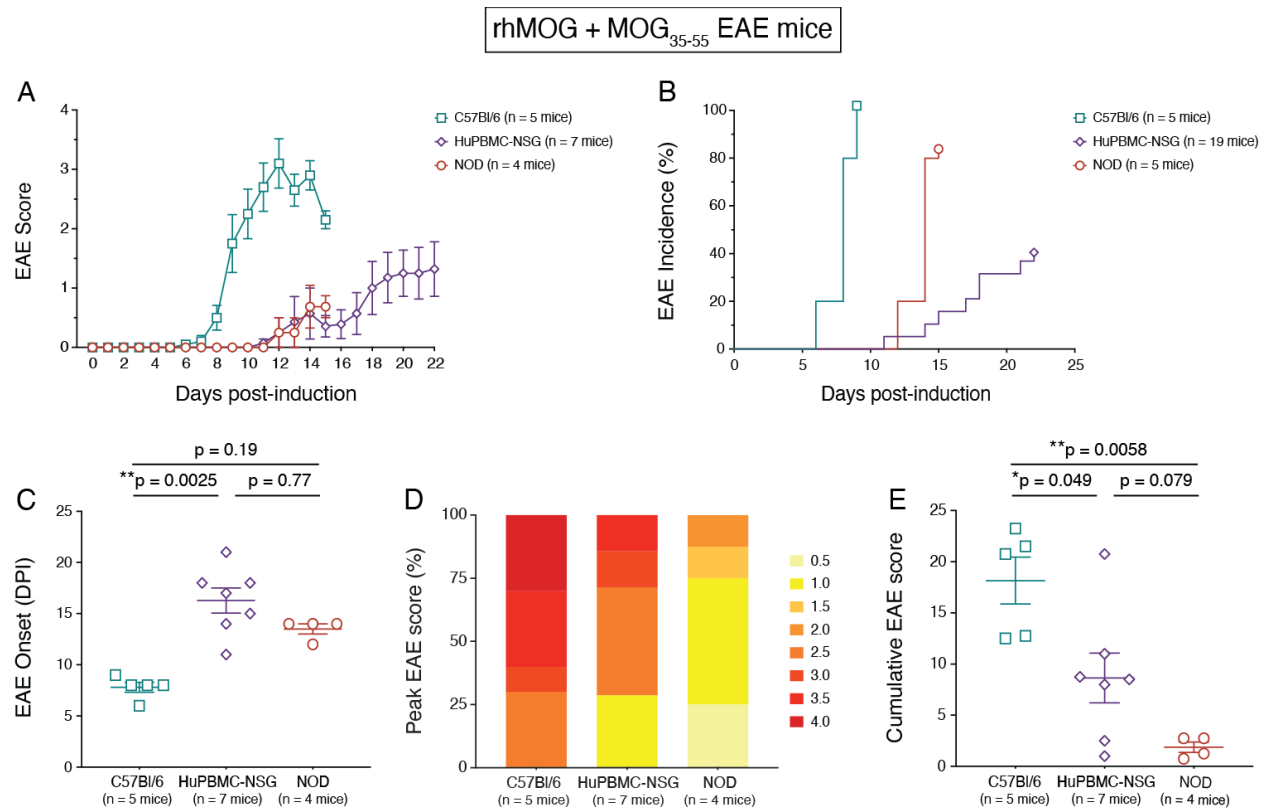 rhMOG + MOG35-55 EAE mice
A
EAE Score
4
3
2
1
0
0 2 4 6 8 10 12 14 16 18 20 22
Days post-induction
C57Bl/6 (n = 5 mice)
HuPBMC-NSG (n = 7 mice)
NOD (n = 4 mice)
B
EAE Incidence (%)
100
80
60
40
20
0
0 5 10 15 20 25
Days post-induction
C57Bl/6 (n = 5 mice)
HuPBMC-NSG (n = 19 mice)
NOD (n = 5 mice)
C
p = 0.19
**p = 0.0025 p = 0.77
EAE Onset (DPI)
25
20
15
10
5
0
C57Bl/6 HuPBMC-NSG NOD
(n = 5 mice) (n = 7 mice) (n = 4 mice)
D
Peak EAE score (%)
100
75
50
25
0
C57Bl/6 HuPBMC-NSG NOD
(n = 5 mice) (n = 7 mice) (n = 4 mice)
0.5
1.0
1.5
2.0
2.5
3.0
3.5
4.0
E
**p = 0.0058
*p = 0.049 p = 0.079
Cumulative EAE score
25
20
15
10
5
0
C57Bl/6 HuPBMC-NSG NOD
(n = 5 mice) (n = 7 mice) (n = 4 mice)